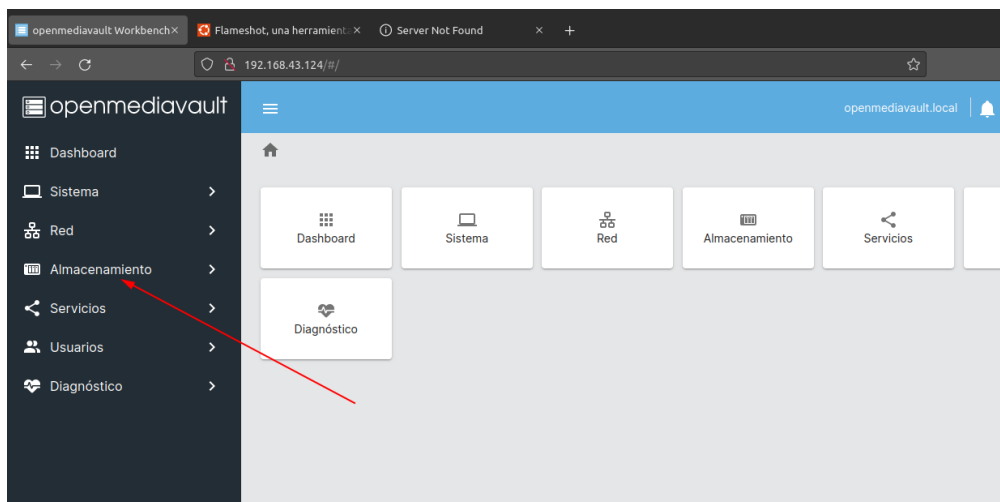 openmediavault Workbench
Flameshot, una herramient
Server Not Found
192.168.43.124/#/
openmediavault
openmediavault.local
Dashboard
Sistema
Red
Almacenamiento
Servicios
Usuarios
Diagnóstico
Dashboard
Sistema
Red
Almacenamiento
Servicios
Diagnóstico